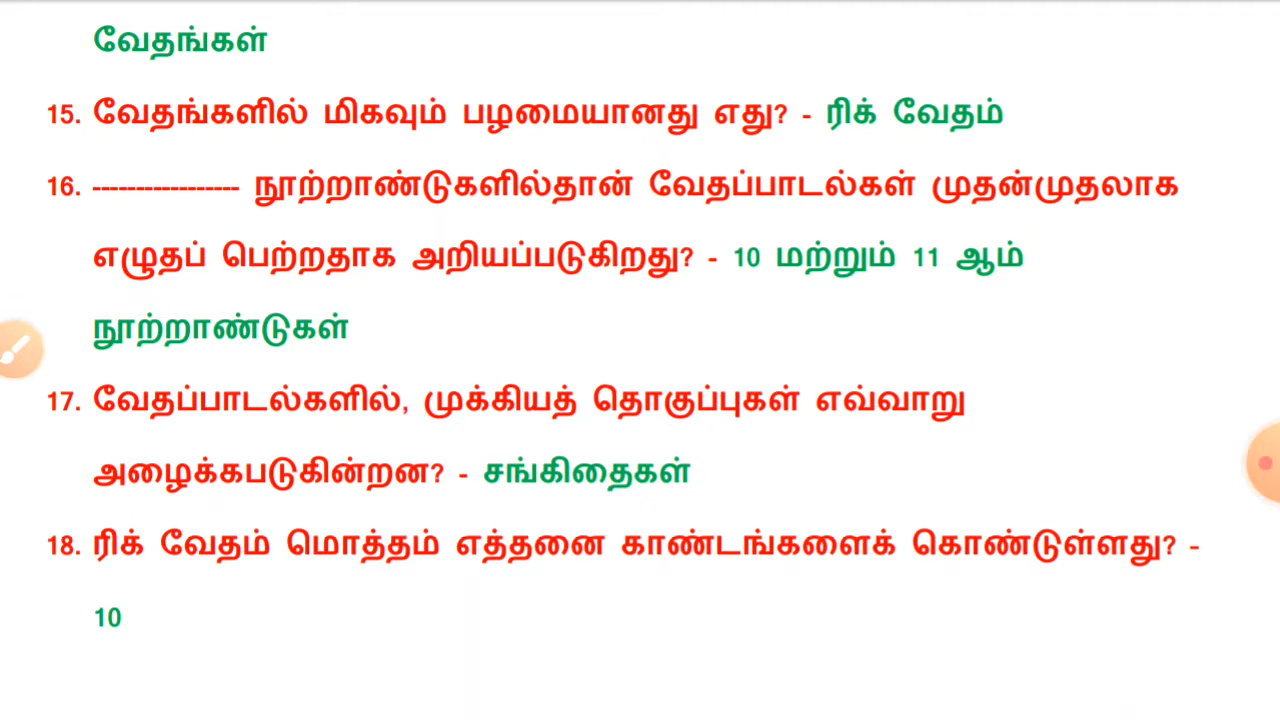 வேதங்கள்
15. வேதங்களில் மிகவும் பழமையானது எது? - ரிக் வேதம்
16. ----------------- நூற்றாண்டுகளில்தான் வேதப்பாடல்கள் முதன்முதலாக
எழுதப் பெற்றதாக அறியப்படுகிறது? - 10 மற்றும் 11 ஆம்
நூற்றாண்டுகள்
17. வேதப்பாடல்களில், முக்கியத் தொகுப்புகள் எவ்வாறு
அழைக்கபடுகின்றன? - சங்கிதைகள்
18. ரிக் வேதம் மொத்தம் எத்தனை காண்டங்களைக் கொண்டுள்ளது? -
10